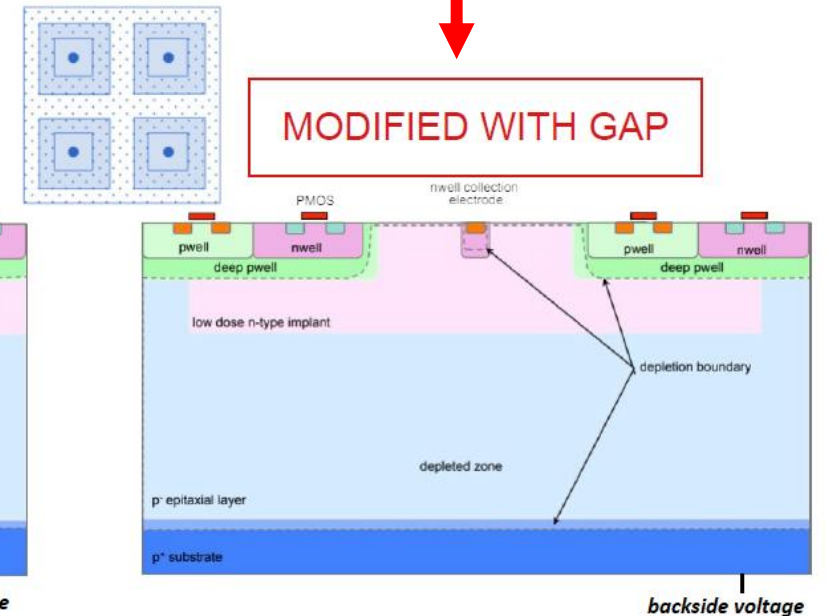 MODIFIED WITH GAP
PMOS
nwell collection
electrode
pwell
nwell
pwell
nwell
deep pwell
deep pwell
low dose n-type implant
depletion boundary
depleted zone
p- epitaxial layer
p+ substrate
e
backside voltage